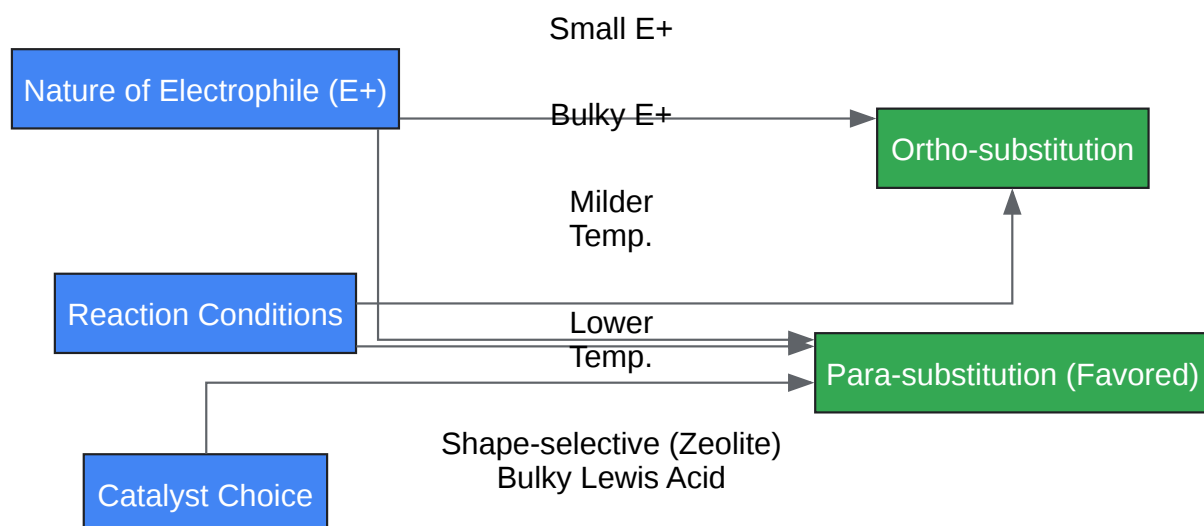 Small E+
Nature of Electrophile (E+)
Bulky E+
Ortho-substitution
Milder
Temp.
Reaction Conditions
Lower
Temp.
Para-substitution (Favored)
Shape-selective (Zeolite)
Bulky Lewis Acid
Catalyst Choice